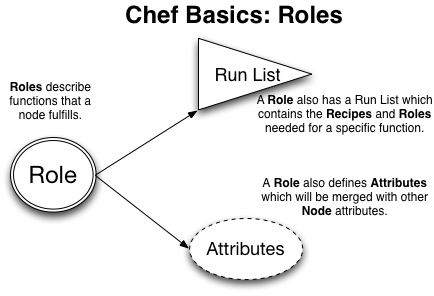 Chef Basics: Roles
Roles describe
functions that a
node fulfills.
Run List
A Role also has a Run List which
contains the Recipes and Roles
needed for a specific function.
Role
A Role also defines Attributes
which will be merged with other
Node attributes.
Attributes